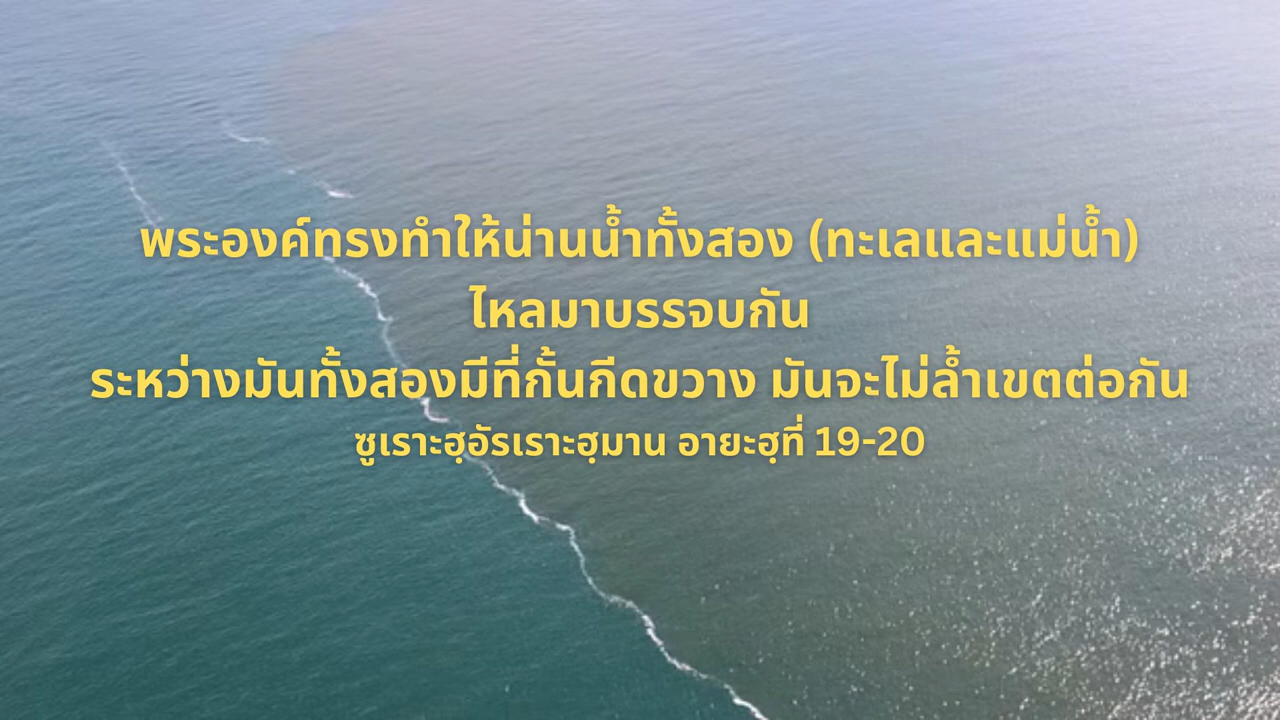 พระองค์ทรงทำให้น่านน้ำทั้งสอง (ทะเลและแม่น้ำ)
ไหลมาบรรจบกัน
ระหว่างมันทั้งสองมีที่กั้นกีดขวาง มันจะไม่ล้ำเขตต่อกัน
ซูเราะฮฺอัรเราะฮฺมาน อายะฮฺที่ 19-20